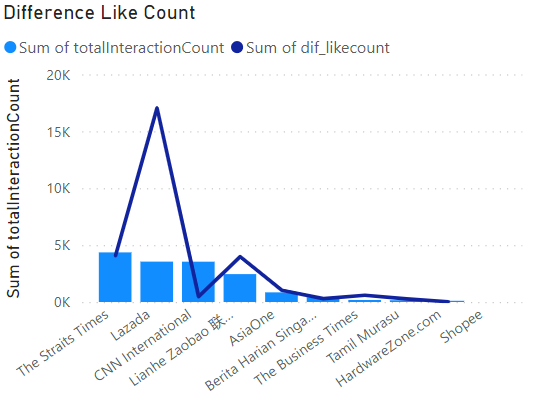 Difference Like Count
Sum of totalInteractionCount Sum of dif_likecount
Sum of totalInteractionCount
20K
15K
10K
5K
0K
The Straits Times
Lazada
CNN International
Lianhe Zaobao 联...
AsiaOne
Berita Harian Singa...
The Business Times
Tamil Murasu
HardwareZone.com
Shopee